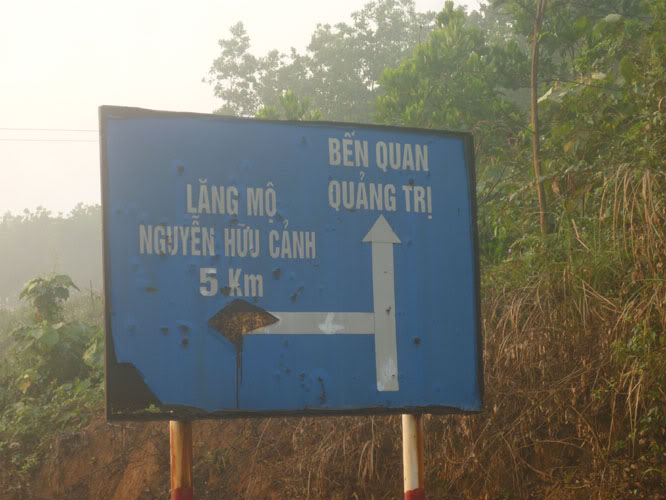 BẾN QUAN
QUẢNG TRỊ
LĂNG MỘ
NGUYỄN HỮU CẢNH
5 Km